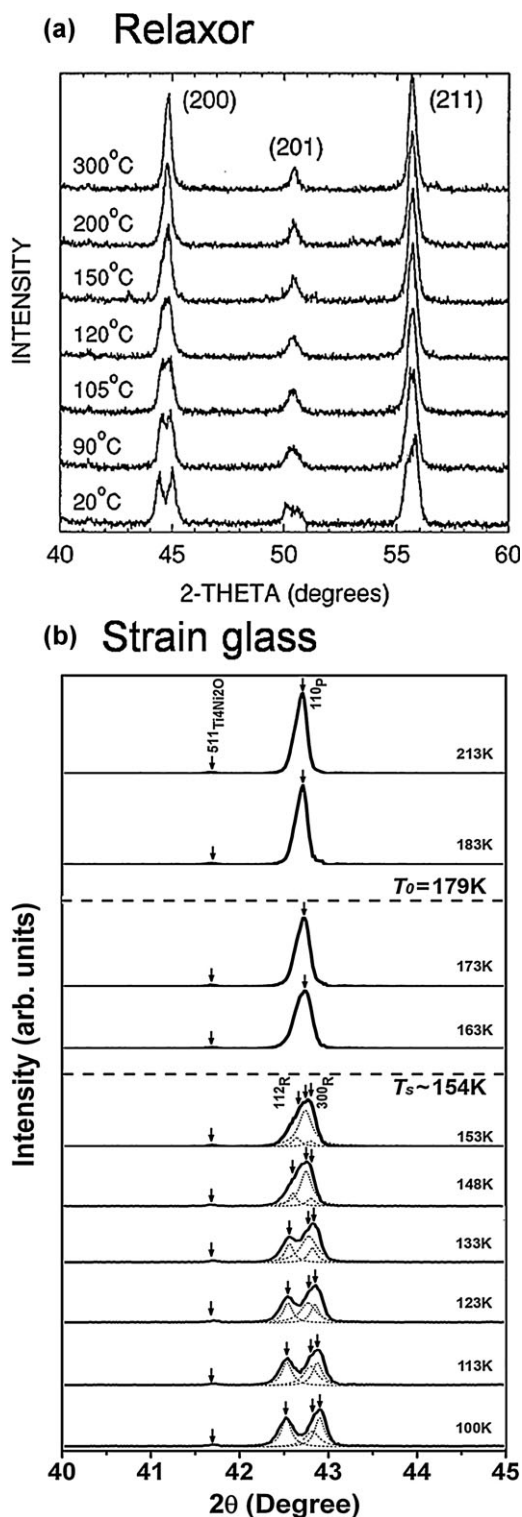 (a) Relaxor
(200)
(201)
(211)
300°C
200°C
150°C
120°C
105°C
90°C
20°C
INTENSITY
40 45 50 55 60
2-THETA (degrees)
(b) Strain glass
511Ti4Ni2O
110P
213K
183K
T0=179K
173K
163K
Ts~154K
112R
300R
153K
148K
133K
123K
113K
100K
Intensity (arb. units)
40 41 42 43 44 45
2θ (Degree)